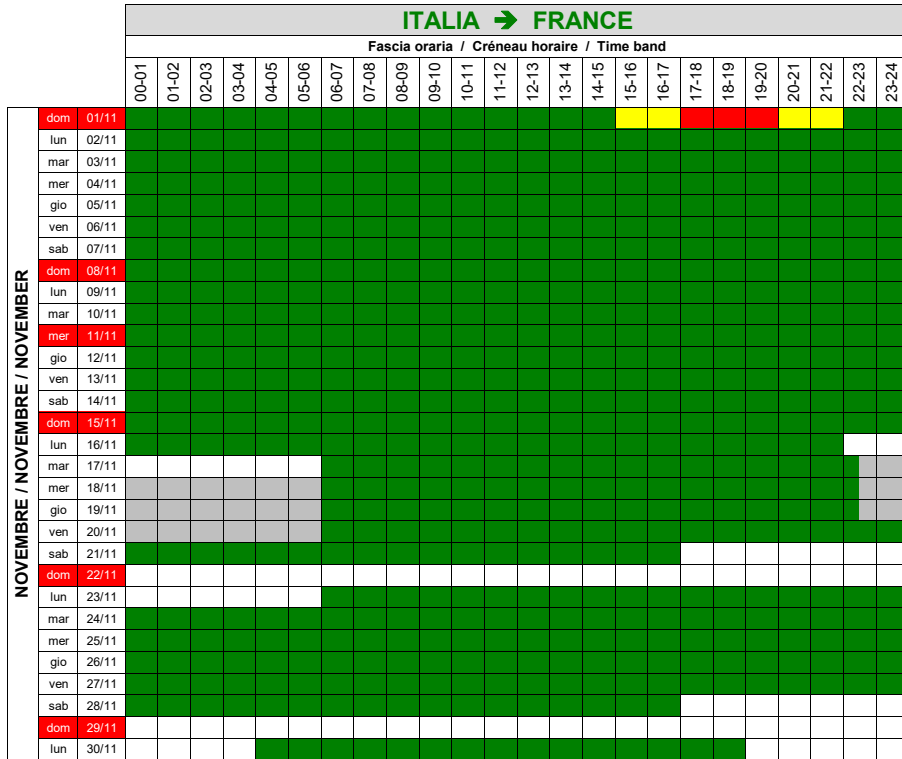 ITALIA ➔ FRANCE
Fascia oraria / Créneau horaire / Time band
00-01 01-02 02-03 03-04 04-05 05-06 06-07 07-08 08-09 09-10 10-11 11-12 12-13 13-14 14-15 15-16 16-17 17-18 18-19 19-20 20-21 21-22 22-23 23-24
NOVEMBRE / NOVEMBRE / NOVEMBER
dom 01/11
lun 02/11
mar 03/11
mer 04/11
gio 05/11
ven 06/11
sab 07/11
dom 08/11
lun 09/11
mar 10/11
mer 11/11
gio 12/11
ven 13/11
sab 14/11
dom 15/11
lun 16/11
mar 17/11
mer 18/11
gio 19/11
ven 20/11
sab 21/11
dom 22/11
lun 23/11
mar 24/11
mer 25/11
gio 26/11
ven 27/11
sab 28/11
dom 29/11
lun 30/11